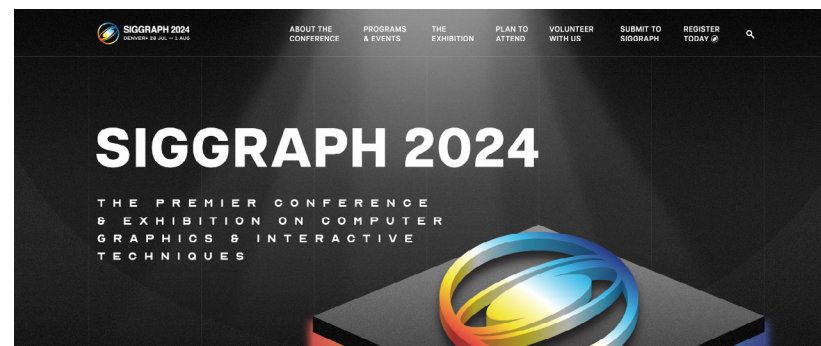 SIGGRAPH 2024
DENVER+ 28 JUL — 1 AUG
ABOUT THE
CONFERENCE
PROGRAMS
& EVENTS
THE
EXHIBITION
PLAN TO
ATTEND
VOLUNTEER
WITH US
SUBMIT TO
SIGGRAPH
REGISTER
TODAY
SIGGRAPH 2024
THE PREMIER CONFERENCE
& EXHIBITION ON COMPUTER
GRAPHICS & INTERACTIVE
TECHNIQUES